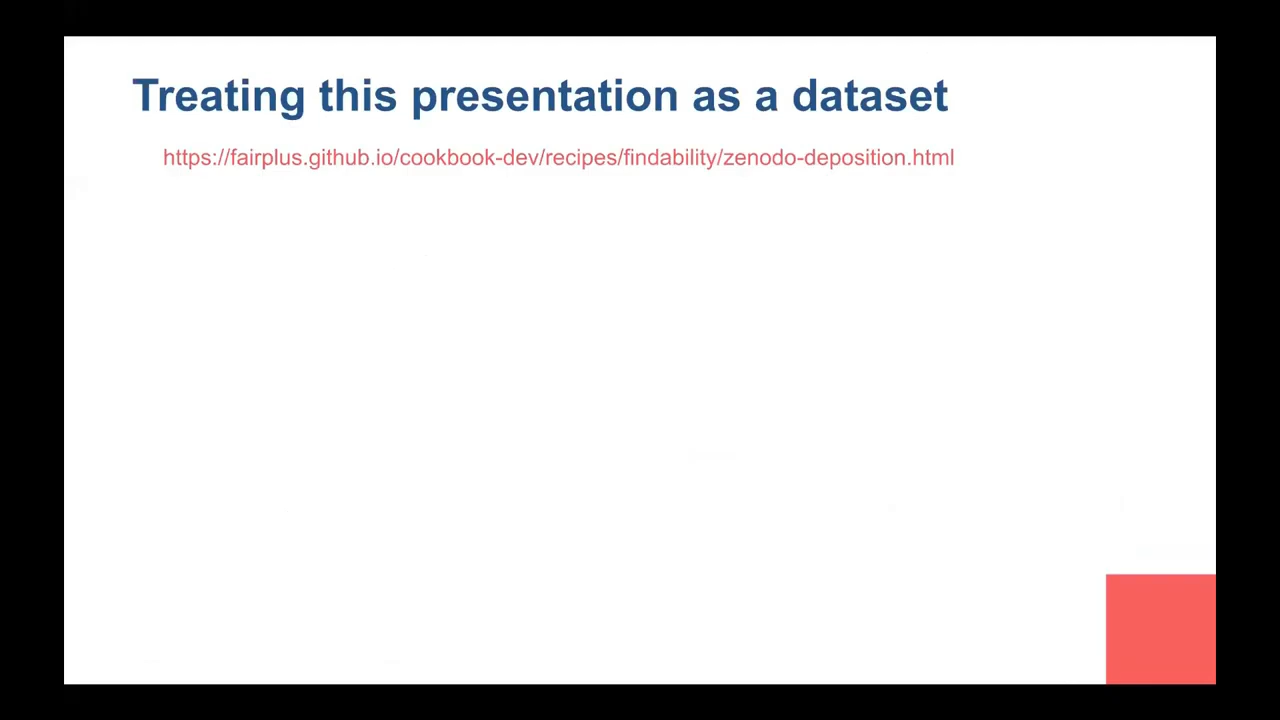 Treating this presentation as a dataset
https://fairplus.github.io/cookbook-dev/recipes/findability/zenodo-deposition.html